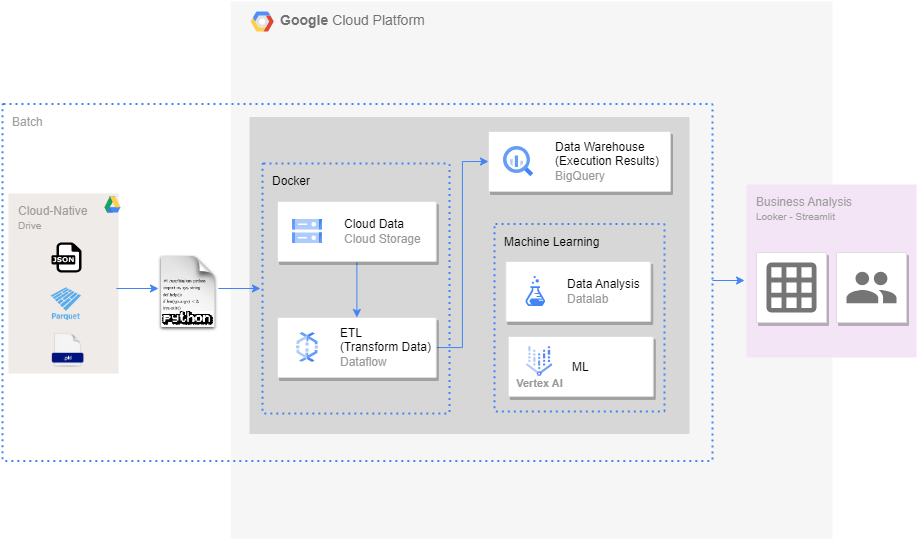 Google Cloud Platform
Batch
Cloud-Native
Drive
JSON
Parquet
.pkl
python
Docker
Cloud Data
Cloud Storage
ETL
(Transform Data)
Dataflow
Data Warehouse
(Execution Results)
BigQuery
Machine Learning
Data Analysis
Datalab
ML
Vertex AI
Business Analysis
Looker - Streamlit